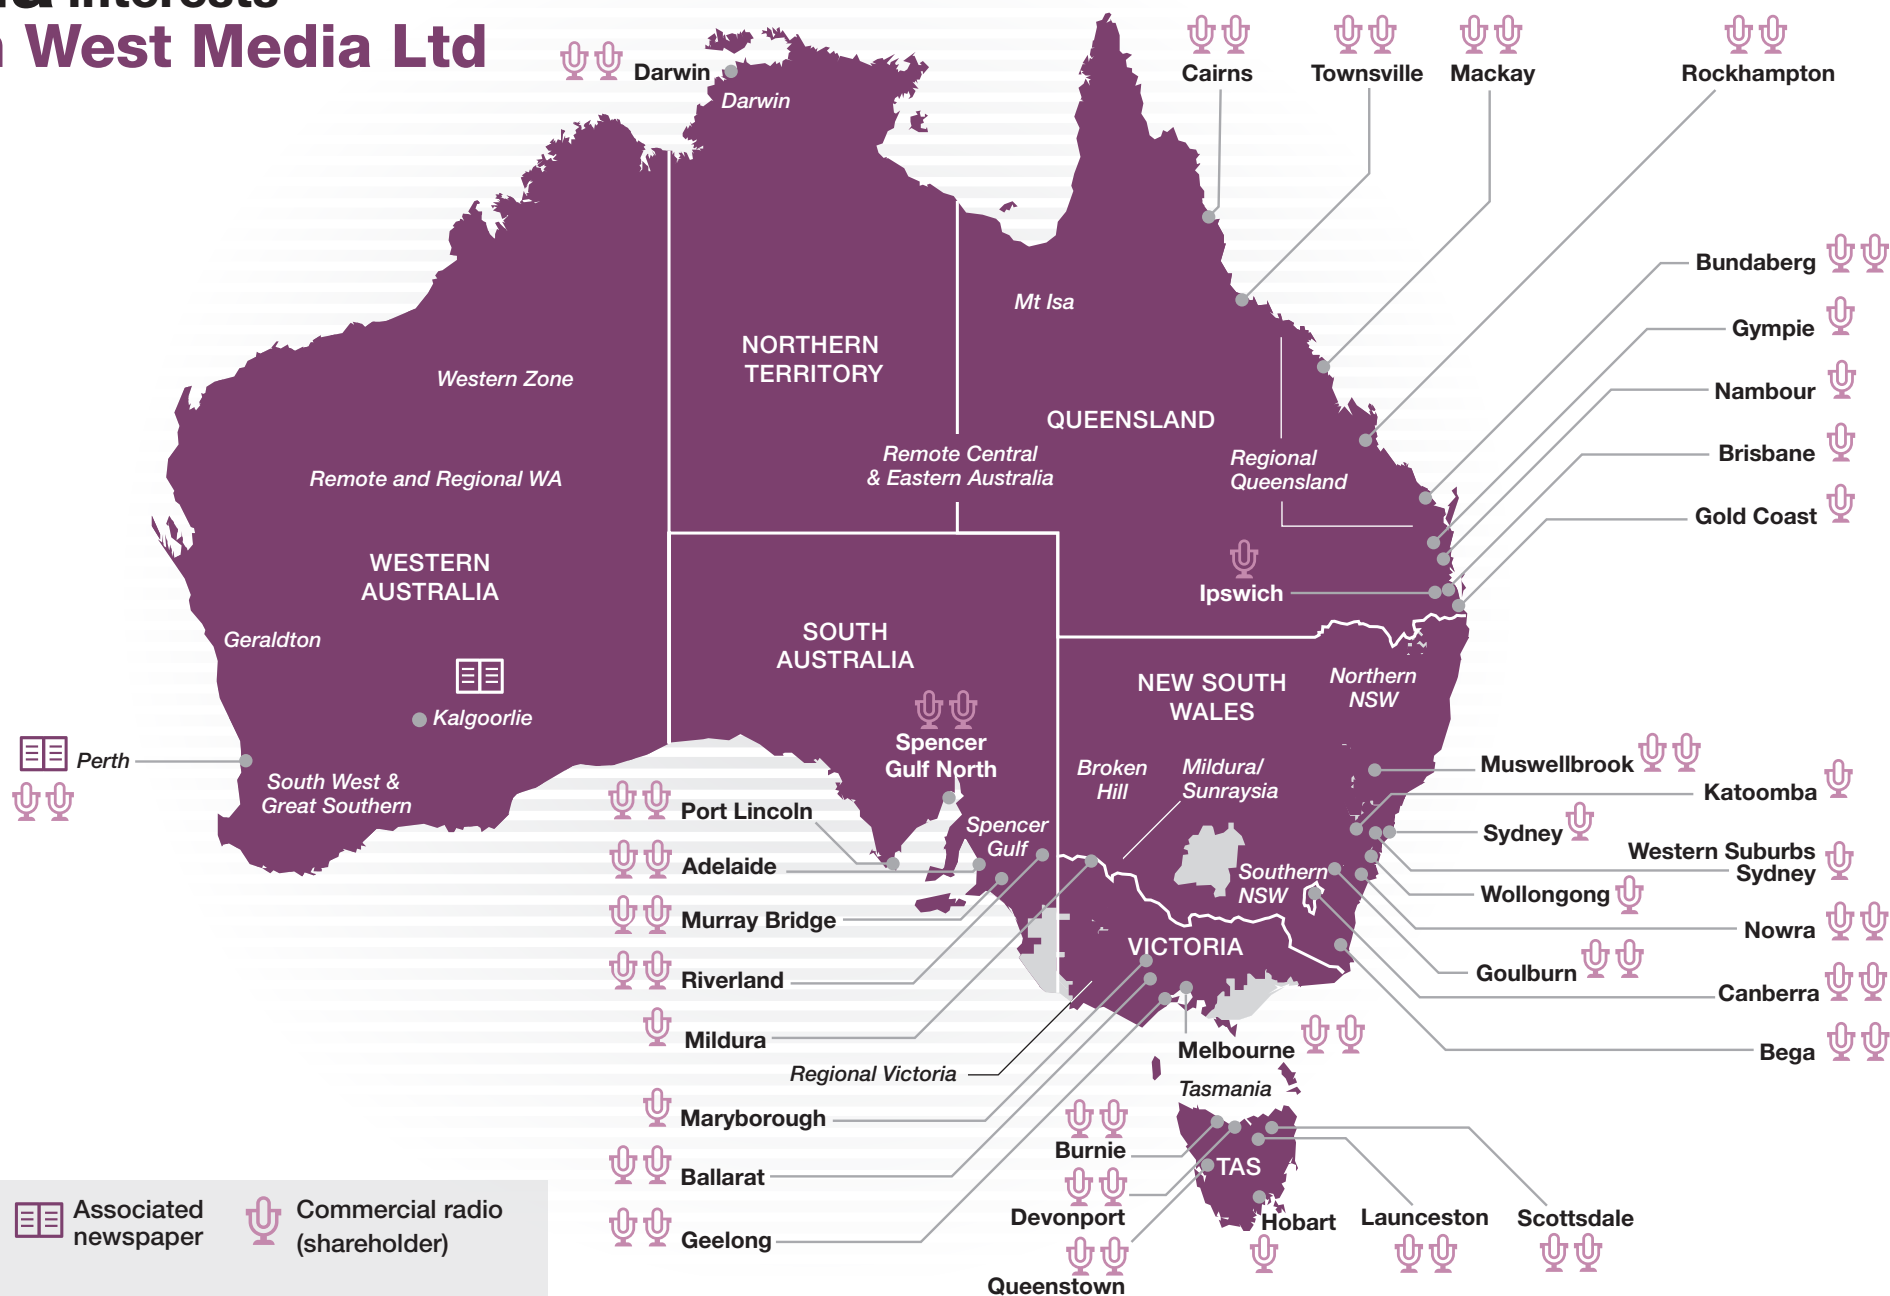 interests
West Media Ltd
Darwin
Darwin
Cairns
Townsville
Mackay
Rockhampton
Bundaberg
Gympie
Nambour
Brisbane
Gold Coast
Ipswich
Mt Isa
NORTHERN
TERRITORY
Western Zone
QUEENSLAND
Remote Central
& Eastern Australia
Regional
Queensland
Remote and Regional WA
WESTERN
AUSTRALIA
Geraldton
Kalgoorlie
Perth
South West &
Great Southern
SOUTH
AUSTRALIA
Spencer
Gulf North
Spencer
Gulf
NEW SOUTH
WALES
Northern
NSW
Broken
Hill
Mildura/
Sunraysia
Southern
NSW
Muswellbrook
Katoomba
Sydney
Western Suburbs
Sydney
Wollongong
Nowra
Goulburn
Canberra
Bega
Port Lincoln
Adelaide
Murray Bridge
Riverland
Mildura
Regional Victoria
Maryborough
Ballarat
Geelong
VICTORIA
Melbourne
Tasmania
Burnie
TAS
Devonport
Queenstown
Hobart
Launceston
Scottsdale
Associated
newspaper
Commercial radio
(shareholder)